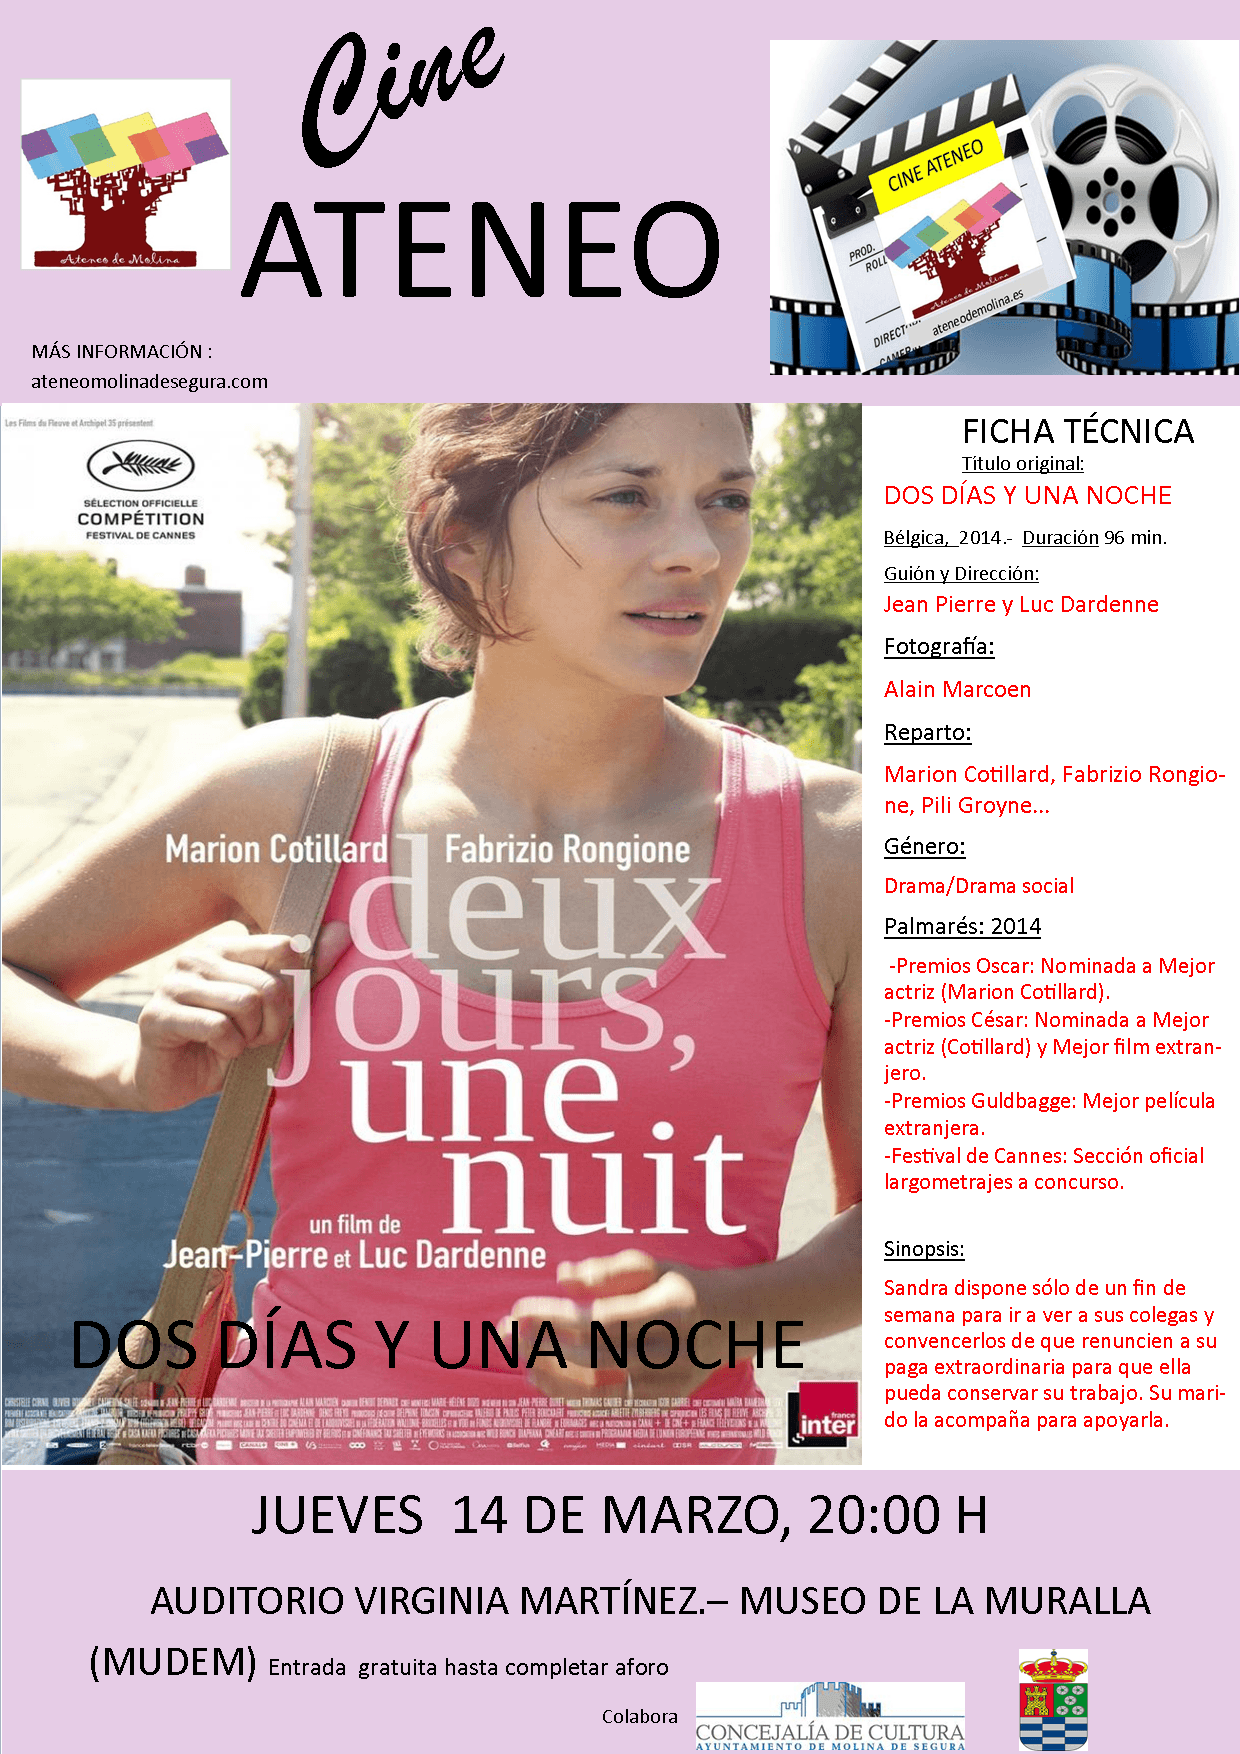 Cine
ATENEO
Ateneo de Molina
CINE ATENEO
PROD.
ROLL
DIRECT
CAMER
Ateneo de Molina
ateneodemolina.es
MÁS INFORMACIÓN :
ateneomolinadesegura.com
Les Films du Fleuve et Archipel 35 présentent
SÉLECTION OFFICIELLE
COMPÉTITION
FESTIVAL DE CANNES
Marion Cotillard Fabrizio Rongione
deux
jours,
une
nuit
un film de
Jean-Pierre et Luc Dardenne
DOS DÍAS Y UNA NOCHE
france
inter
FICHA TÉCNICA
Título original:
DOS DÍAS Y UNA NOCHE
Bélgica, 2014.- Duración 96 min.
Guión y Dirección:
Jean Pierre y Luc Dardenne
Fotografía:
Alain Marcoen
Reparto:
Marion Cotillard, Fabrizio Rongio-
ne, Pili Groyne...
Género:
Drama/Drama social
Palmarés: 2014
-Premios Oscar: Nominada a Mejor
actriz (Marion Cotillard).
-Premios César: Nominada a Mejor
actriz (Cotillard) y Mejor film extran-
jero.
-Premios Guldbagge: Mejor película
extranjera.
-Festival de Cannes: Sección oficial
largometrajes a concurso.
Sinopsis:
Sandra dispone sólo de un fin de
semana para ir a ver a sus colegas y
convencerlos de que renuncien a su
paga extraordinaria para que ella
pueda conservar su trabajo. Su mari-
do la acompaña para apoyarla.
JUEVES 14 DE MARZO, 20:00 H
AUDITORIO VIRGINIA MARTÍNEZ.– MUSEO DE LA MURALLA
(MUDEM) Entrada gratuita hasta completar aforo
Colabora
CONCEJALÍA DE CULTURA
AYUNTAMIENTO DE MOLINA DE SEGURA